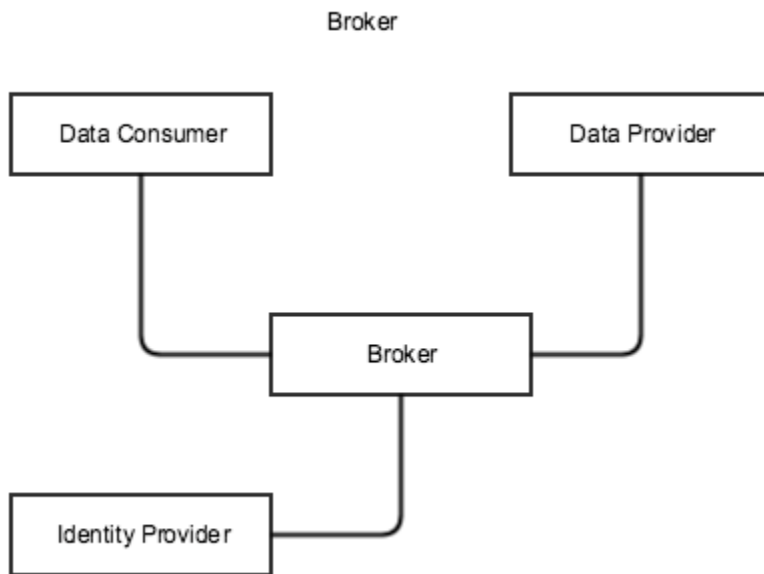 Broker
Data Consumer
Data Provider
Broker
Identity Provider